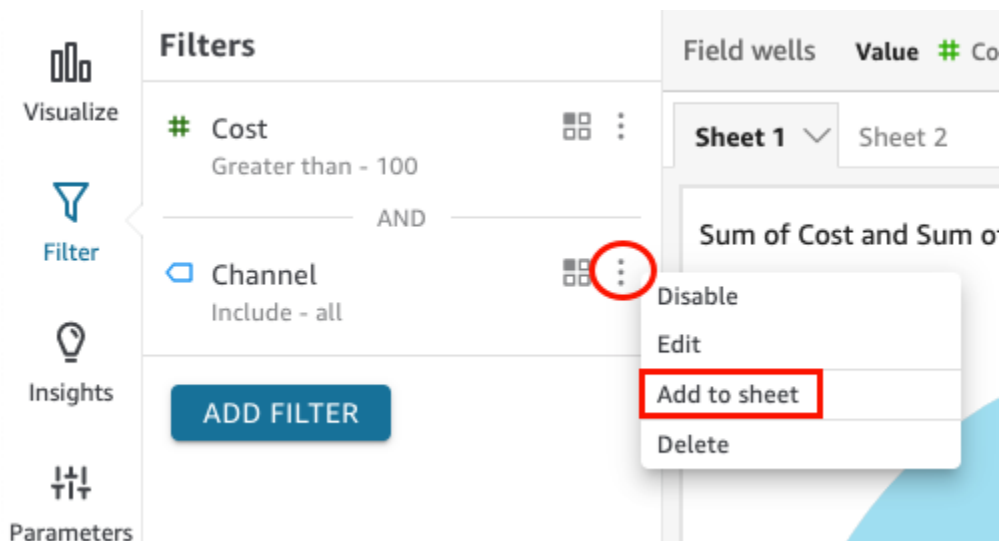 Visualize
Filter
Insights
Parameters
Filters
Cost
Greater than - 100
AND
Channel
Include - all
ADD FILTER
Disable
Edit
Add to sheet
Delete
Field wells Value # Co
Sheet 1 Sheet 2
Sum of Cost and Sum of